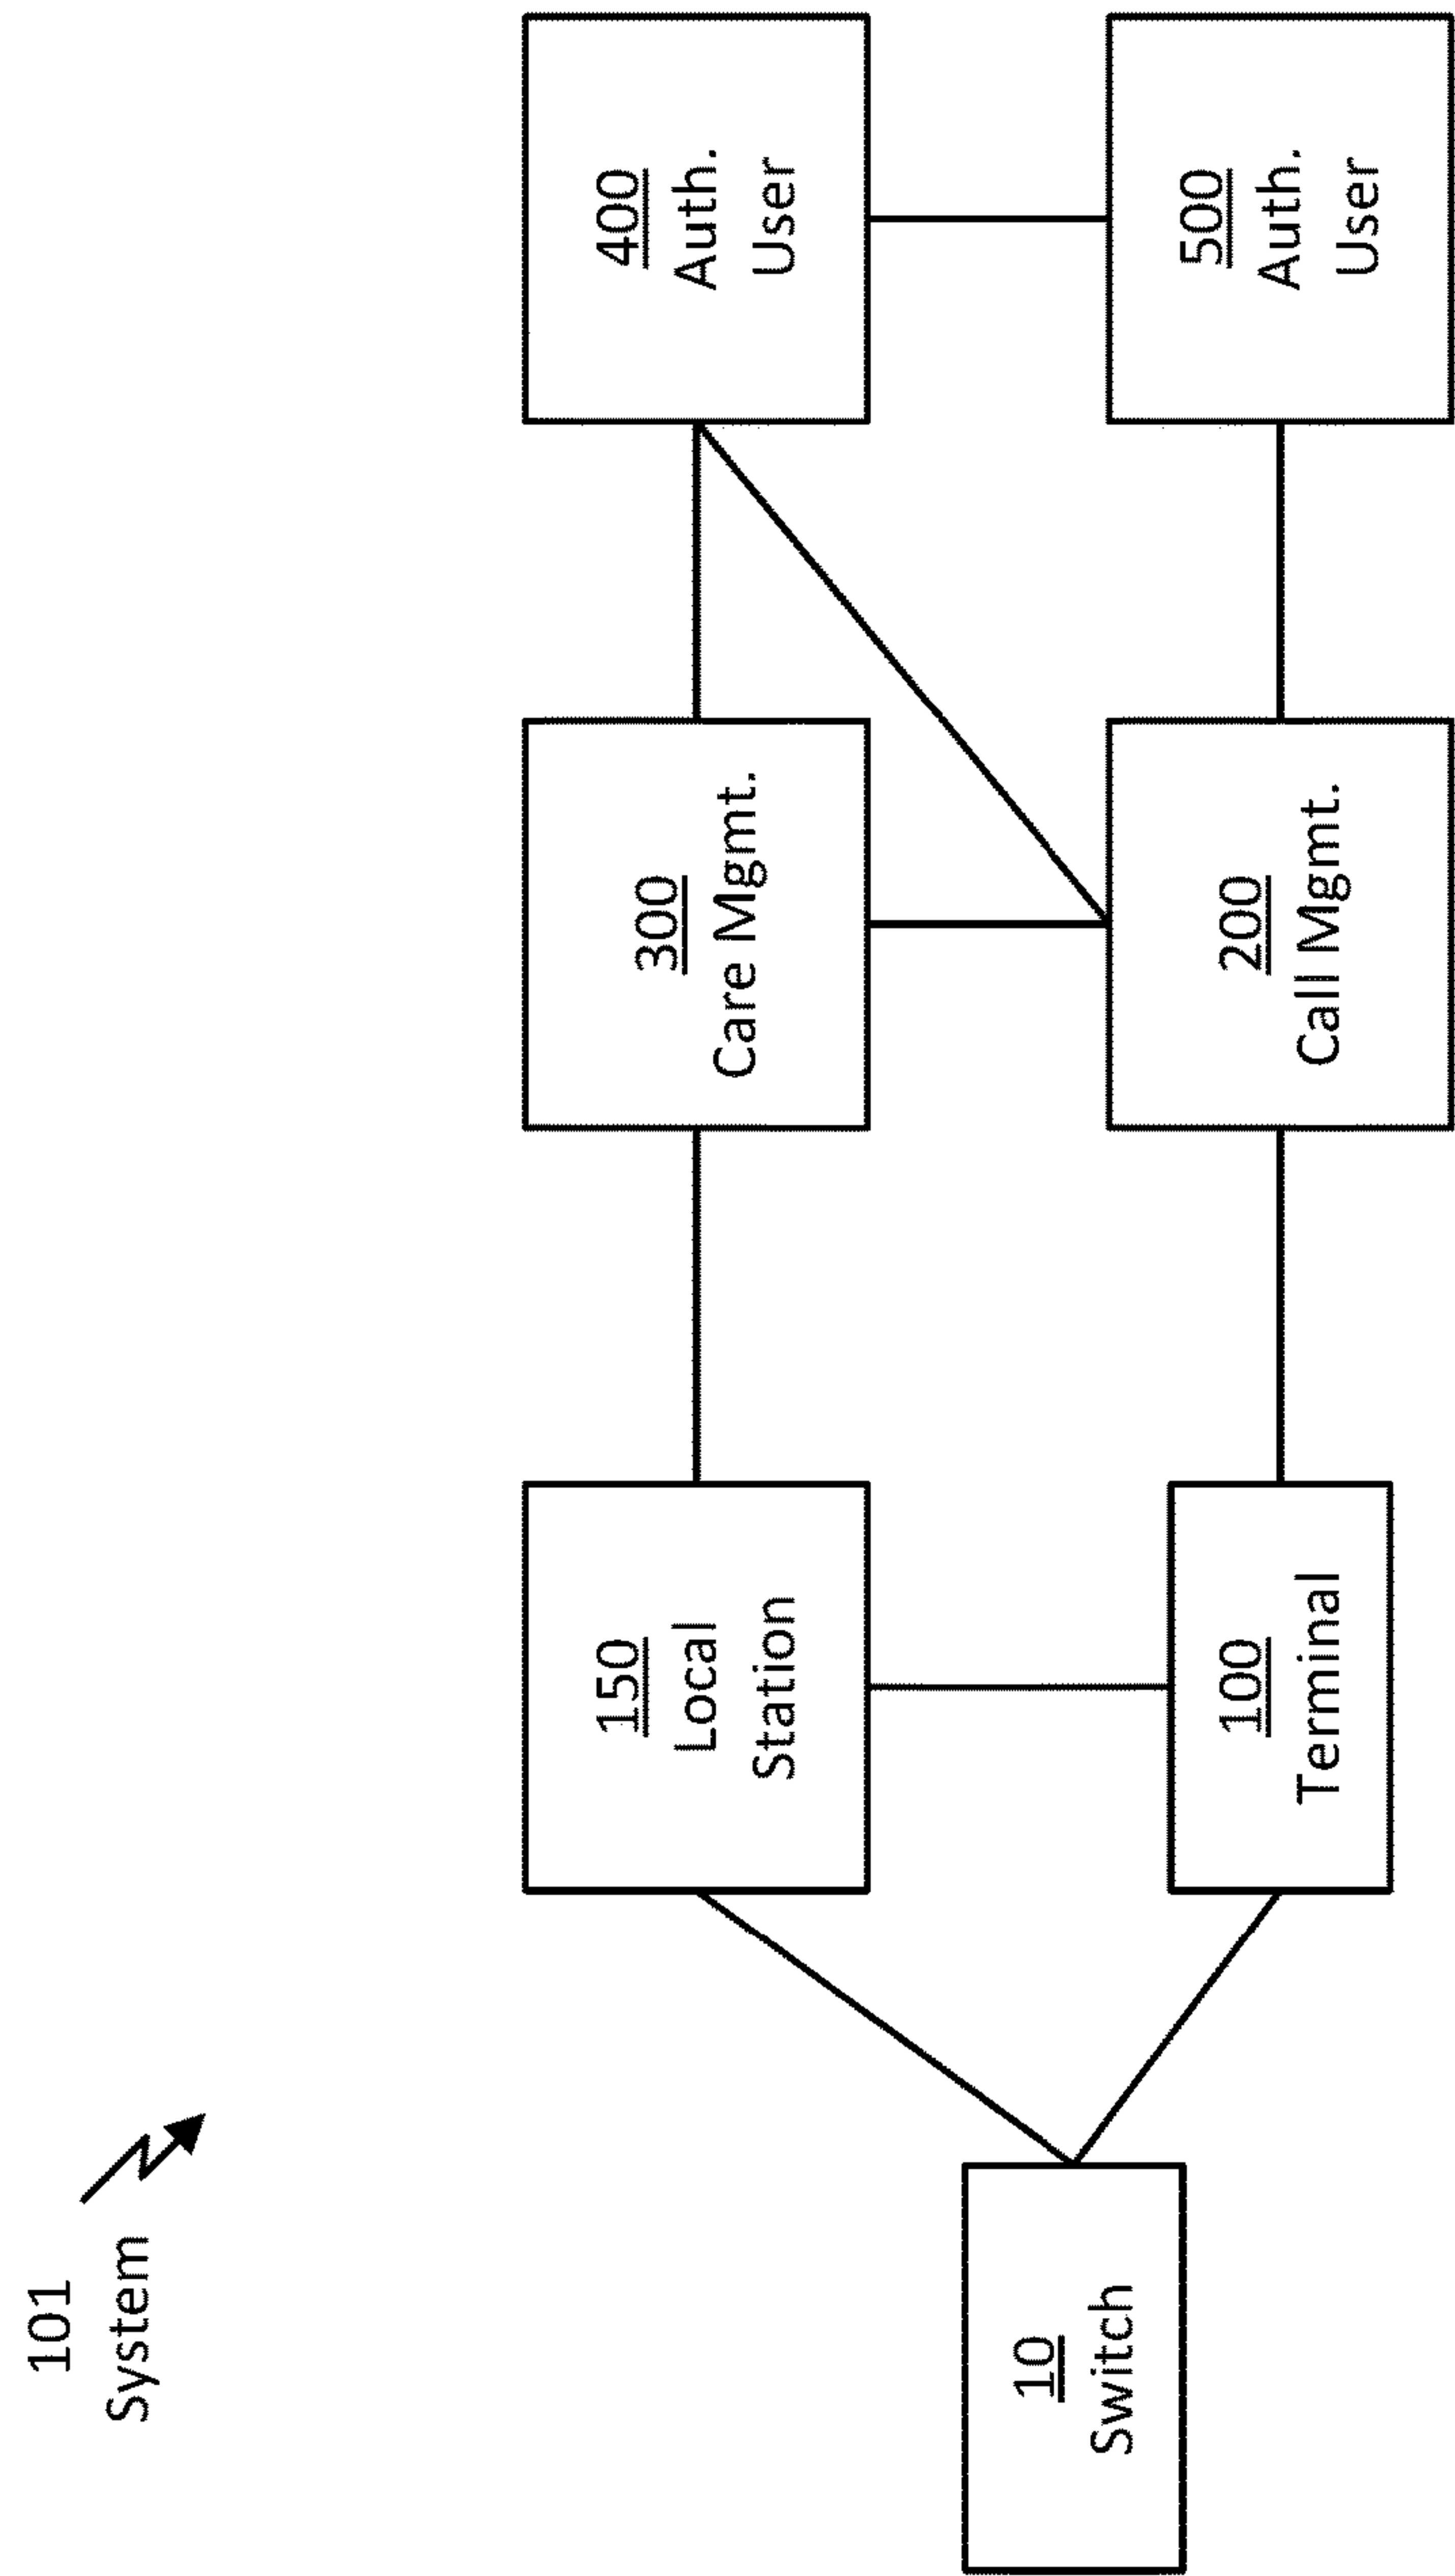 101
System
150
Local
Station
300
Care Mgmt.
400
Auth.
User
10
Switch
100
Terminal
200
Call Mgmt.
500
Auth.
User